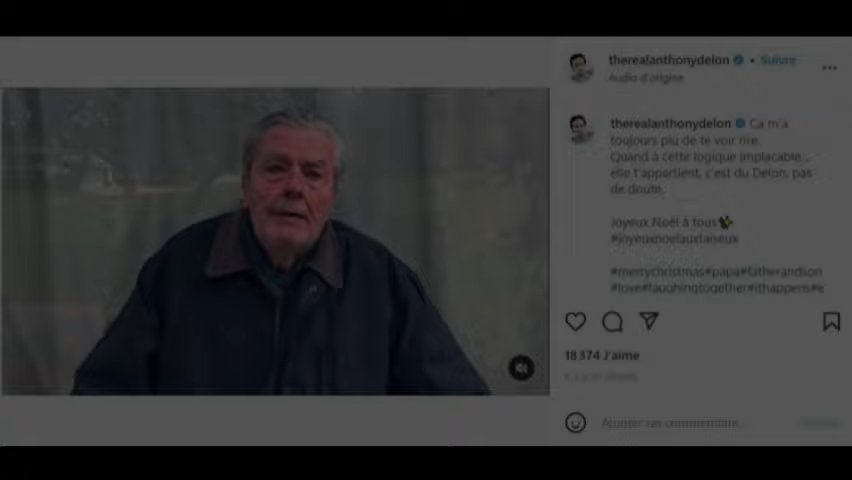 therealanthonydelon • Suivre
Audio d'origine
therealanthonydelon Ça m'a
toujours plu de te voir rire.
Quand à cette logique implacable...
elle t'appartient, c'est du Delon, pas
de doute.
Joyeux Noël à tous
#joyeuxnoelauxtaiseux
#merrychristmas#papa#fatherandson
#love#laughingtogether#ithappens#e
18 374 J'aime
Ajouter un commentaire...